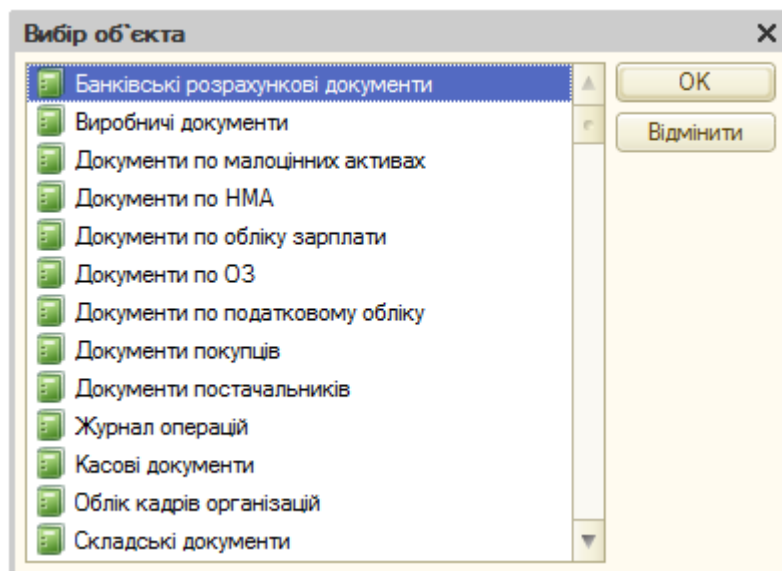 Вибір об`єкта
Банківські розрахункові документи
Виробничі документи
Документи по малоцінних активах
Документи по НМА
Документи по обліку зарплати
Документи по ОЗ
Документи по податковому обліку
Документи покупців
Документи постачальників
Журнал операцій
Касові документи
Облік кадрів організацій
Складські документи
OK
Відмінити